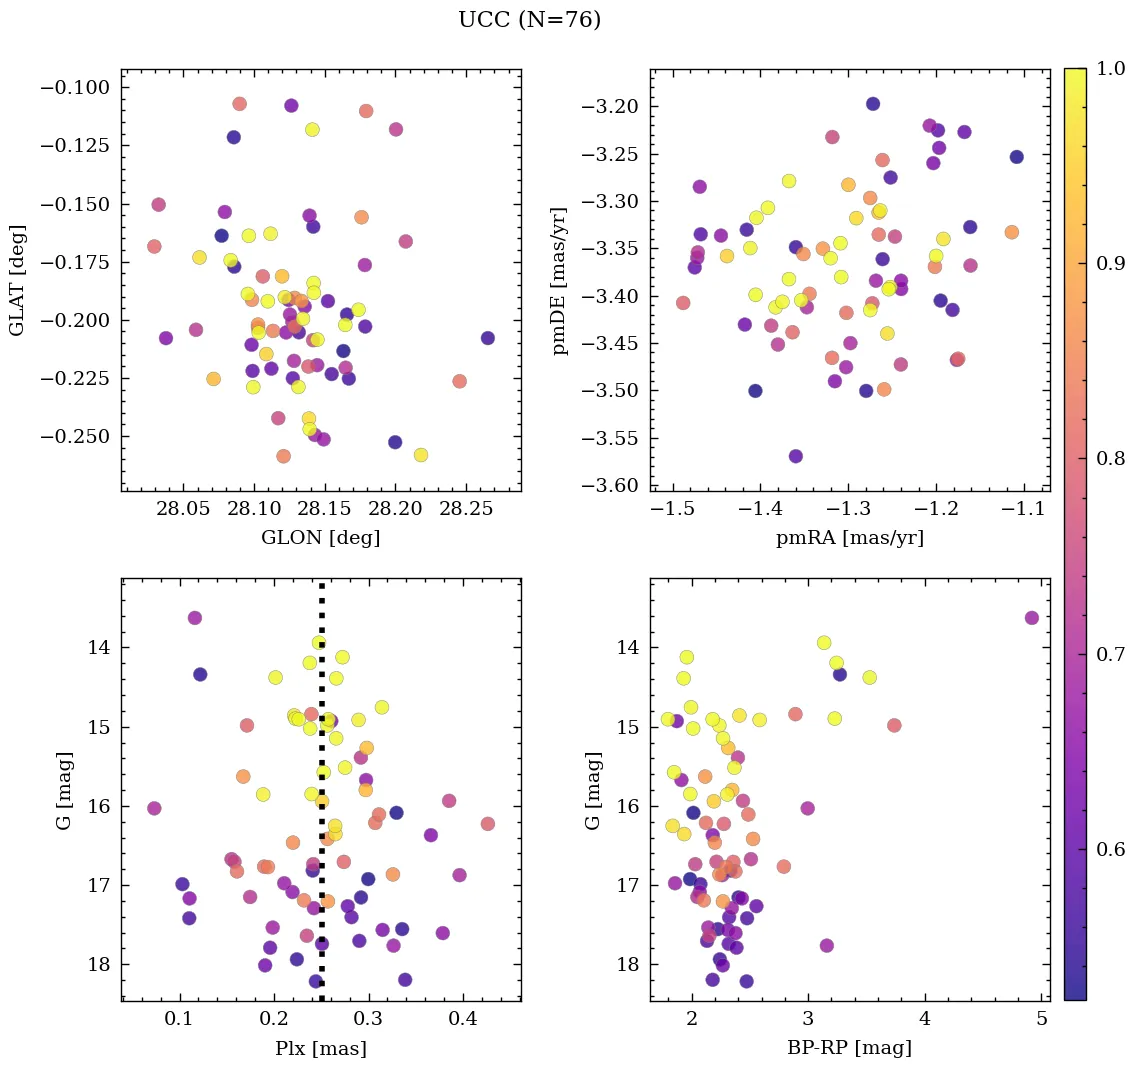 UCC (N=76)
−0.100
−0.125
−0.150
−0.175
−0.200
−0.225
−0.250
GLAT [deg]
28.05 28.10 28.15 28.20 28.25
GLON [deg]
−3.20
−3.25
−3.30
−3.35
−3.40
−3.45
−3.50
−3.55
−3.60
pmDE [mas/yr]
−1.5 −1.4 −1.3 −1.2 −1.1
pmRA [mas/yr]
1.0
0.9
0.8
0.7
0.6
14
15
16
17
18
G [mag]
0.1 0.2 0.3 0.4
Plx [mas]
14
15
16
17
18
G [mag]
2 3 4 5
BP-RP [mag]